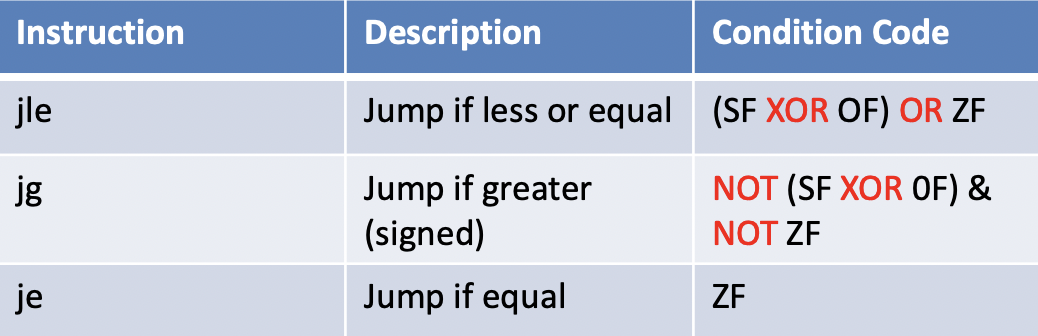 Instruction Description Condition Code
jle Jump if less or equal (SF XOR OF) OR ZF
jg Jump if greater NOT (SF XOR 0F) &
(signed) NOT ZF
je Jump if equal ZF